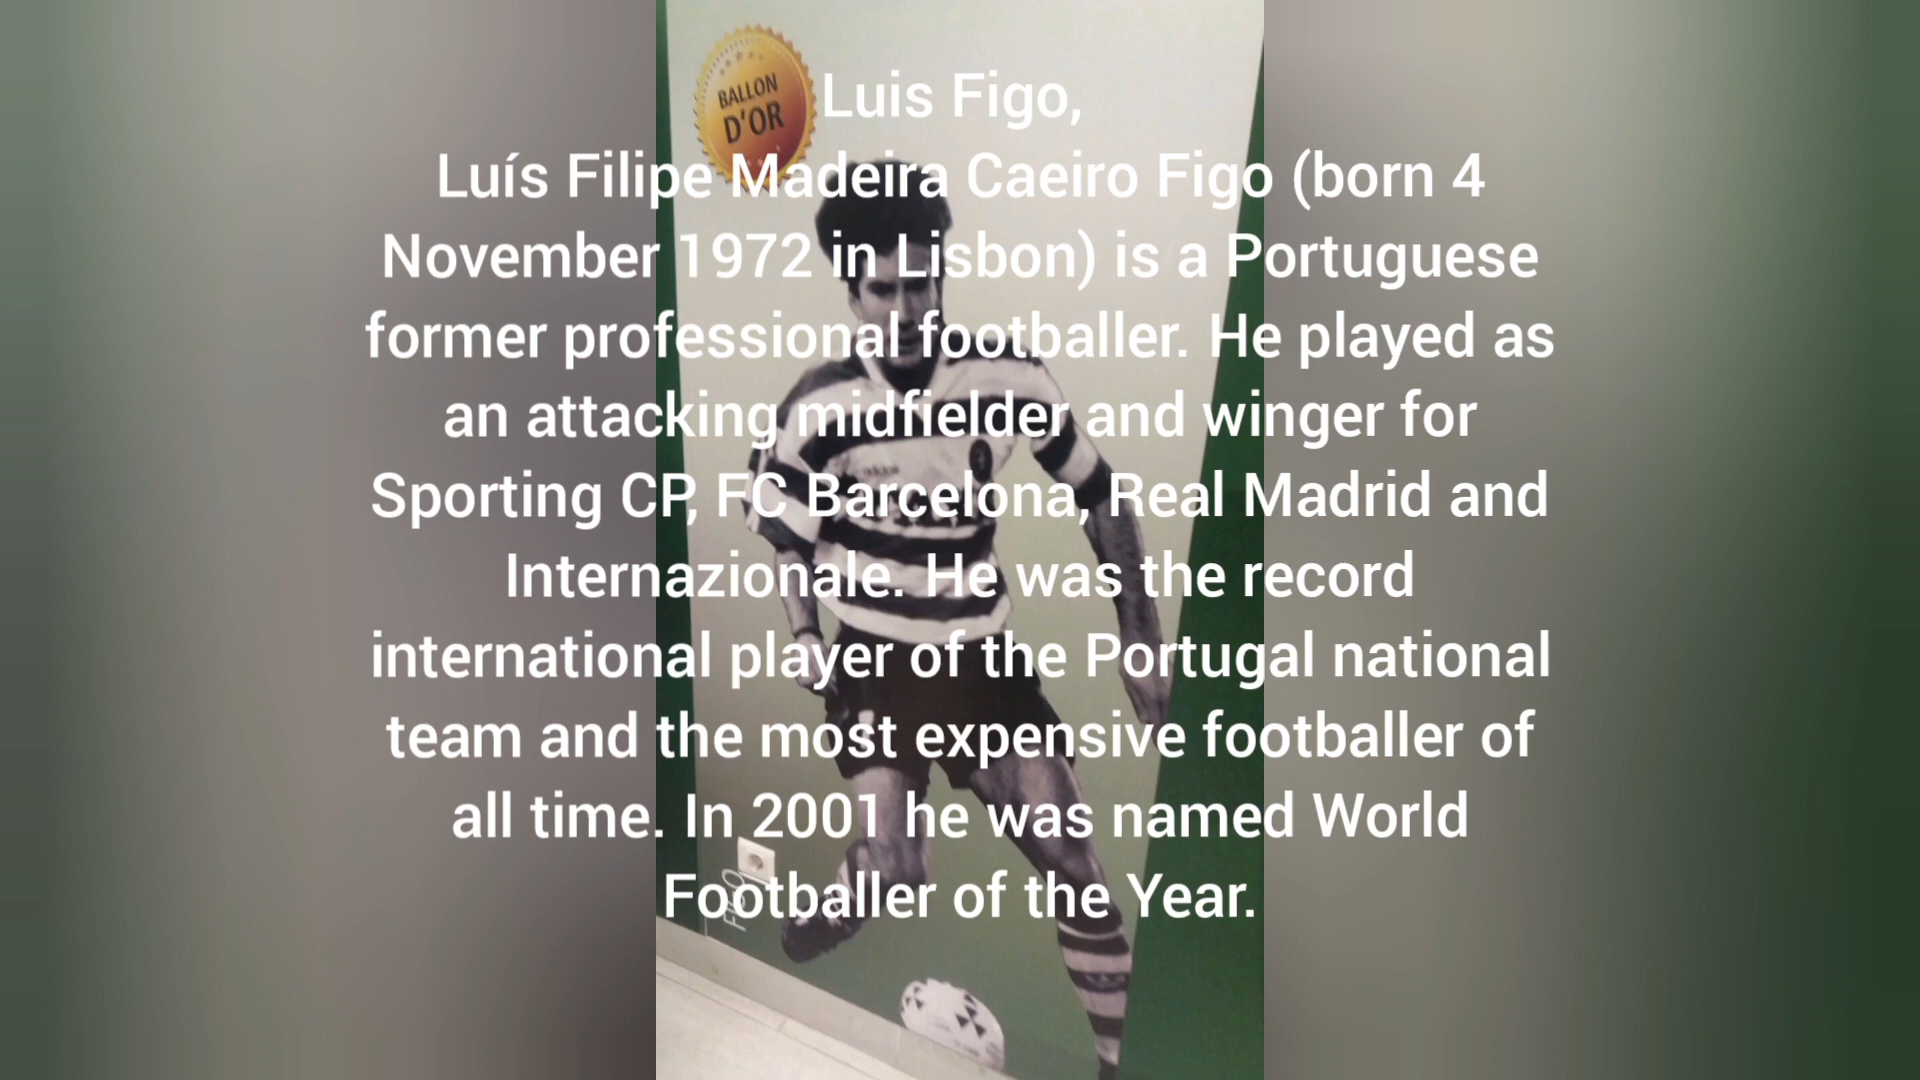 BALLON
D'OR
Luis Figo,
Luís Filipe Madeira Caeiro Figo (born 4
November 1972 in Lisbon) is a Portuguese
former professional footballer. He played as
an attacking midfielder and winger for
Sporting CP, FC Barcelona, Real Madrid and
Internazionale. He was the record
international player of the Portugal national
team and the most expensive footballer of
all time. In 2001 he was named World
Footballer of the Year.
adidas
FIGO